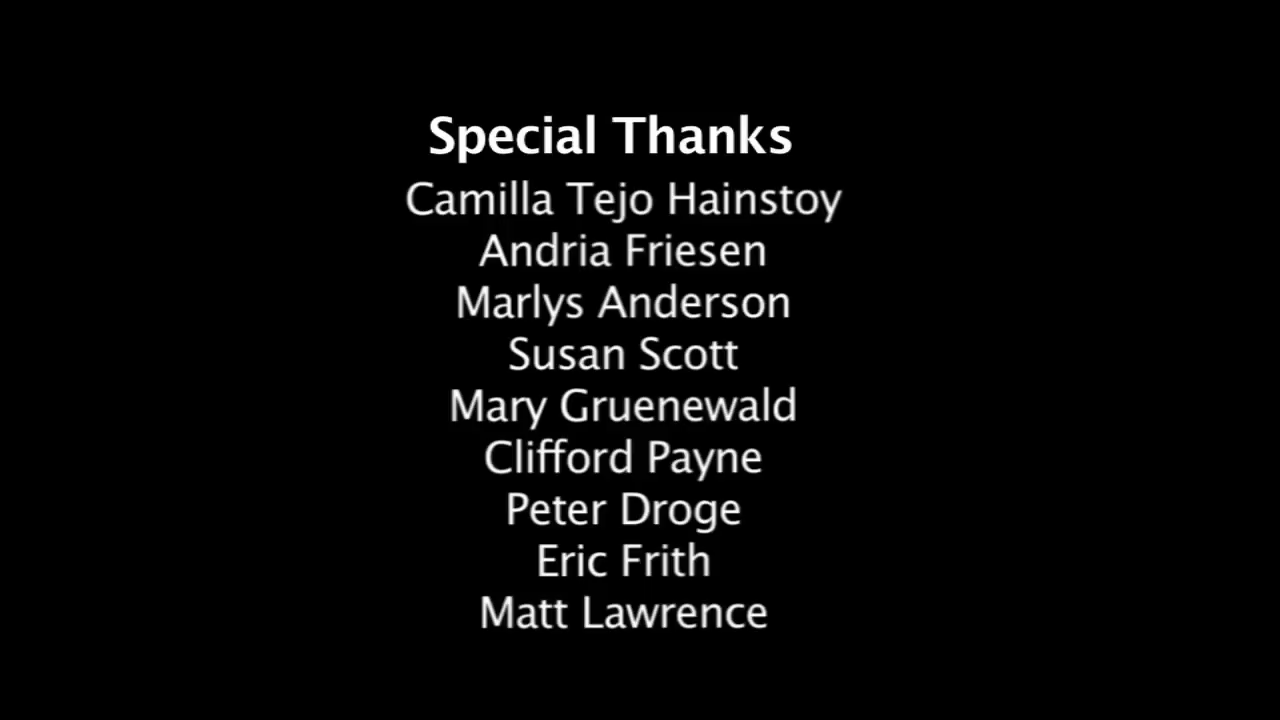 Special Thanks
Camilla Tejo Hainstoy
Andria Friesen
Marlys Anderson
Susan Scott
Mary Gruenewald
Clifford Payne
Peter Droge
Eric Frith
Matt Lawrence